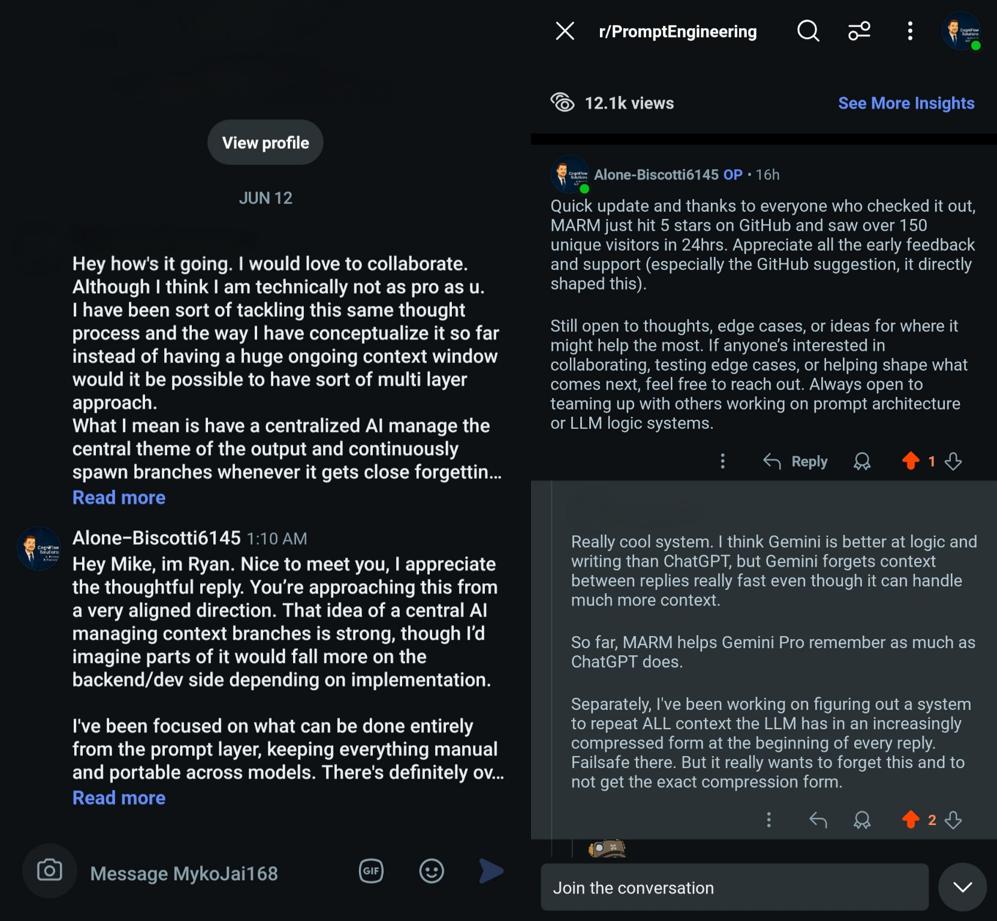 View profile
JUN 12
Hey how's it going. I would love to collaborate.
Although I think I am technically not as pro as u.
I have been sort of tackling this same thought
process and the way I have conceptualize it so far
instead of having a huge ongoing context window
would it be possible to have sort of multi layer
approach.
What I mean is have a centralized AI manage the
central theme of the output and continuously
spawn branches whenever it gets close forgettin...
Read more
Alone-Biscotti6145 1:10 AM
Hey Mike, im Ryan. Nice to meet you, I appreciate
the thoughtful reply. You're approaching this from
a very aligned direction. That idea of a central AI
managing context branches is strong, though I'd
imagine parts of it would fall more on the
backend/dev side depending on implementation.
I've been focused on what can be done entirely
from the prompt layer, keeping everything manual
and portable across models. There's definitely ov...
Read more
Message MykoJai168
GIF
r/PromptEngineering
12.1k views
See More Insights
Alone-Biscotti6145 OP • 16h
Quick update and thanks to everyone who checked it out,
MARM just hit 5 stars on GitHub and saw over 150
unique visitors in 24hrs. Appreciate all the early feedback
and support (especially the GitHub suggestion, it directly
shaped this).
Still open to thoughts, edge cases, or ideas for where it
might help the most. If anyone's interested in
collaborating, testing edge cases, or helping shape what
comes next, feel free to reach out. Always open to
teaming up with others working on prompt architecture
or LLM logic systems.
Reply
1
Really cool system. I think Gemini is better at logic and
writing than ChatGPT, but Gemini forgets context
between replies really fast even though it can handle
much more context.
So far, MARM helps Gemini Pro remember as much as
ChatGPT does.
Separately, I've been working on figuring out a system
to repeat ALL context the LLM has in an increasingly
compressed form at the beginning of every reply.
Failsafe there. But it really wants to forget this and to
not get the exact compression form.
2
Join the conversation